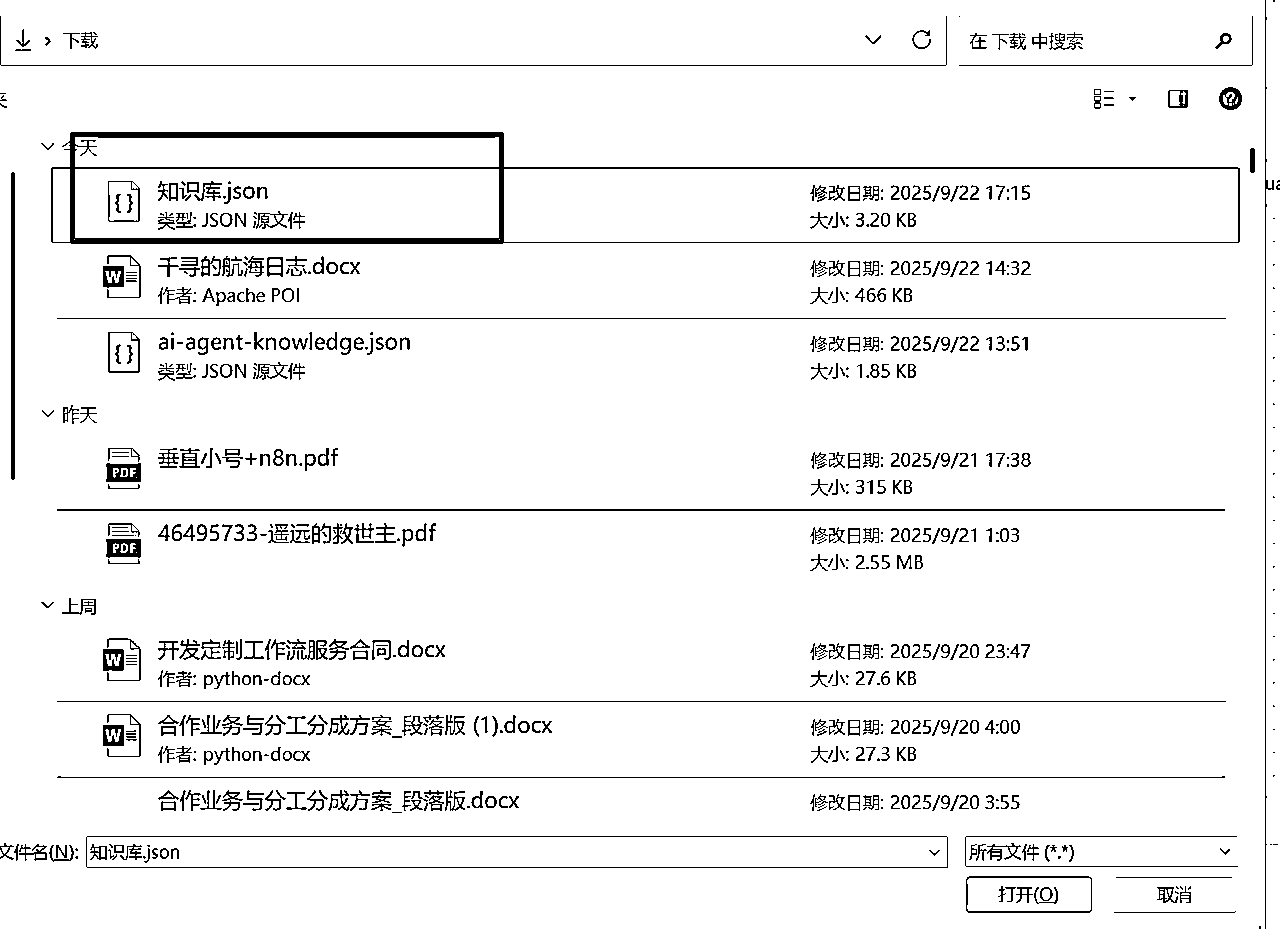 下载
在 下载 中搜索
今天
知识库.json
类型: JSON 源文件
修改日期: 2025/9/22 17:15
大小: 3.20 KB
千寻的航海日志.docx
作者: Apache POI
修改日期: 2025/9/22 14:32
大小: 466 KB
ai-agent-knowledge.json
类型: JSON 源文件
修改日期: 2025/9/22 13:51
大小: 1.85 KB
昨天
垂直小号+n8n.pdf
修改日期: 2025/9/21 17:38
大小: 315 KB
46495733-遥远的救世主.pdf
修改日期: 2025/9/21 1:03
大小: 2.55 MB
上周
开发定制工作流服务合同.docx
作者: python-docx
修改日期: 2025/9/20 23:47
大小: 27.6 KB
合作业务与分工分成方案_段落版 (1).docx
作者: python-docx
修改日期: 2025/9/20 4:00
大小: 27.3 KB
合作业务与分工分成方案_段落版.docx
修改日期: 2025/9/20 3:55
文件名(N): 知识库.json
所有文件 (*.*)
打开(O)
取消